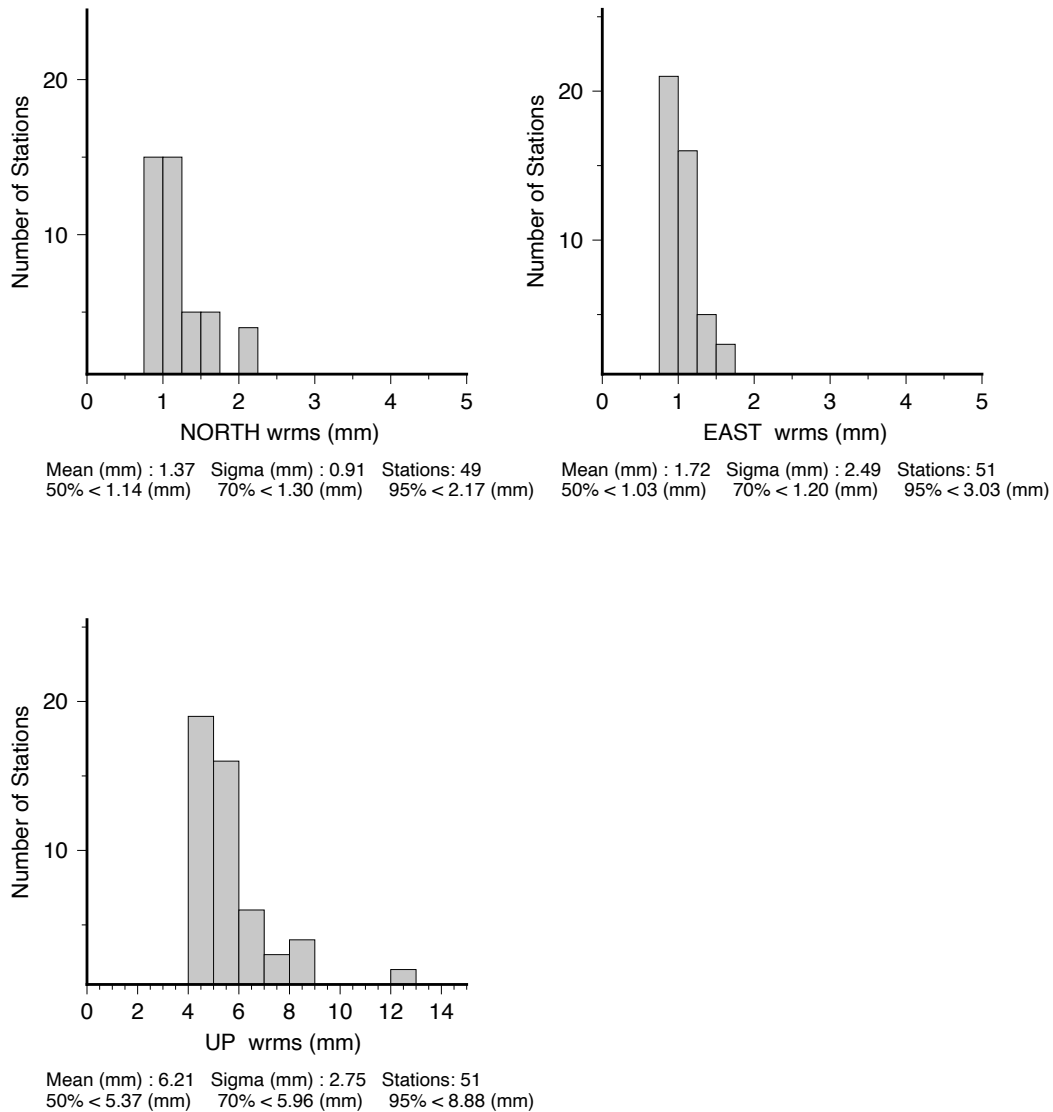 20
10
Number of Stations
0 1 2 3 4 5
NORTH wrms (mm)
Mean (mm) : 1.37 Sigma (mm) : 0.91 Stations: 49
50% < 1.14 (mm) 70% < 1.30 (mm) 95% < 2.17 (mm)
20
10
Number of Stations
0 1 2 3 4 5
EAST wrms (mm)
Mean (mm) : 1.72 Sigma (mm) : 2.49 Stations: 51
50% < 1.03 (mm) 70% < 1.20 (mm) 95% < 3.03 (mm)
20
10
Number of Stations
0 2 4 6 8 10 12 14
UP wrms (mm)
Mean (mm) : 6.21 Sigma (mm) : 2.75 Stations: 51
50% < 5.37 (mm) 70% < 5.96 (mm) 95% < 8.88 (mm)